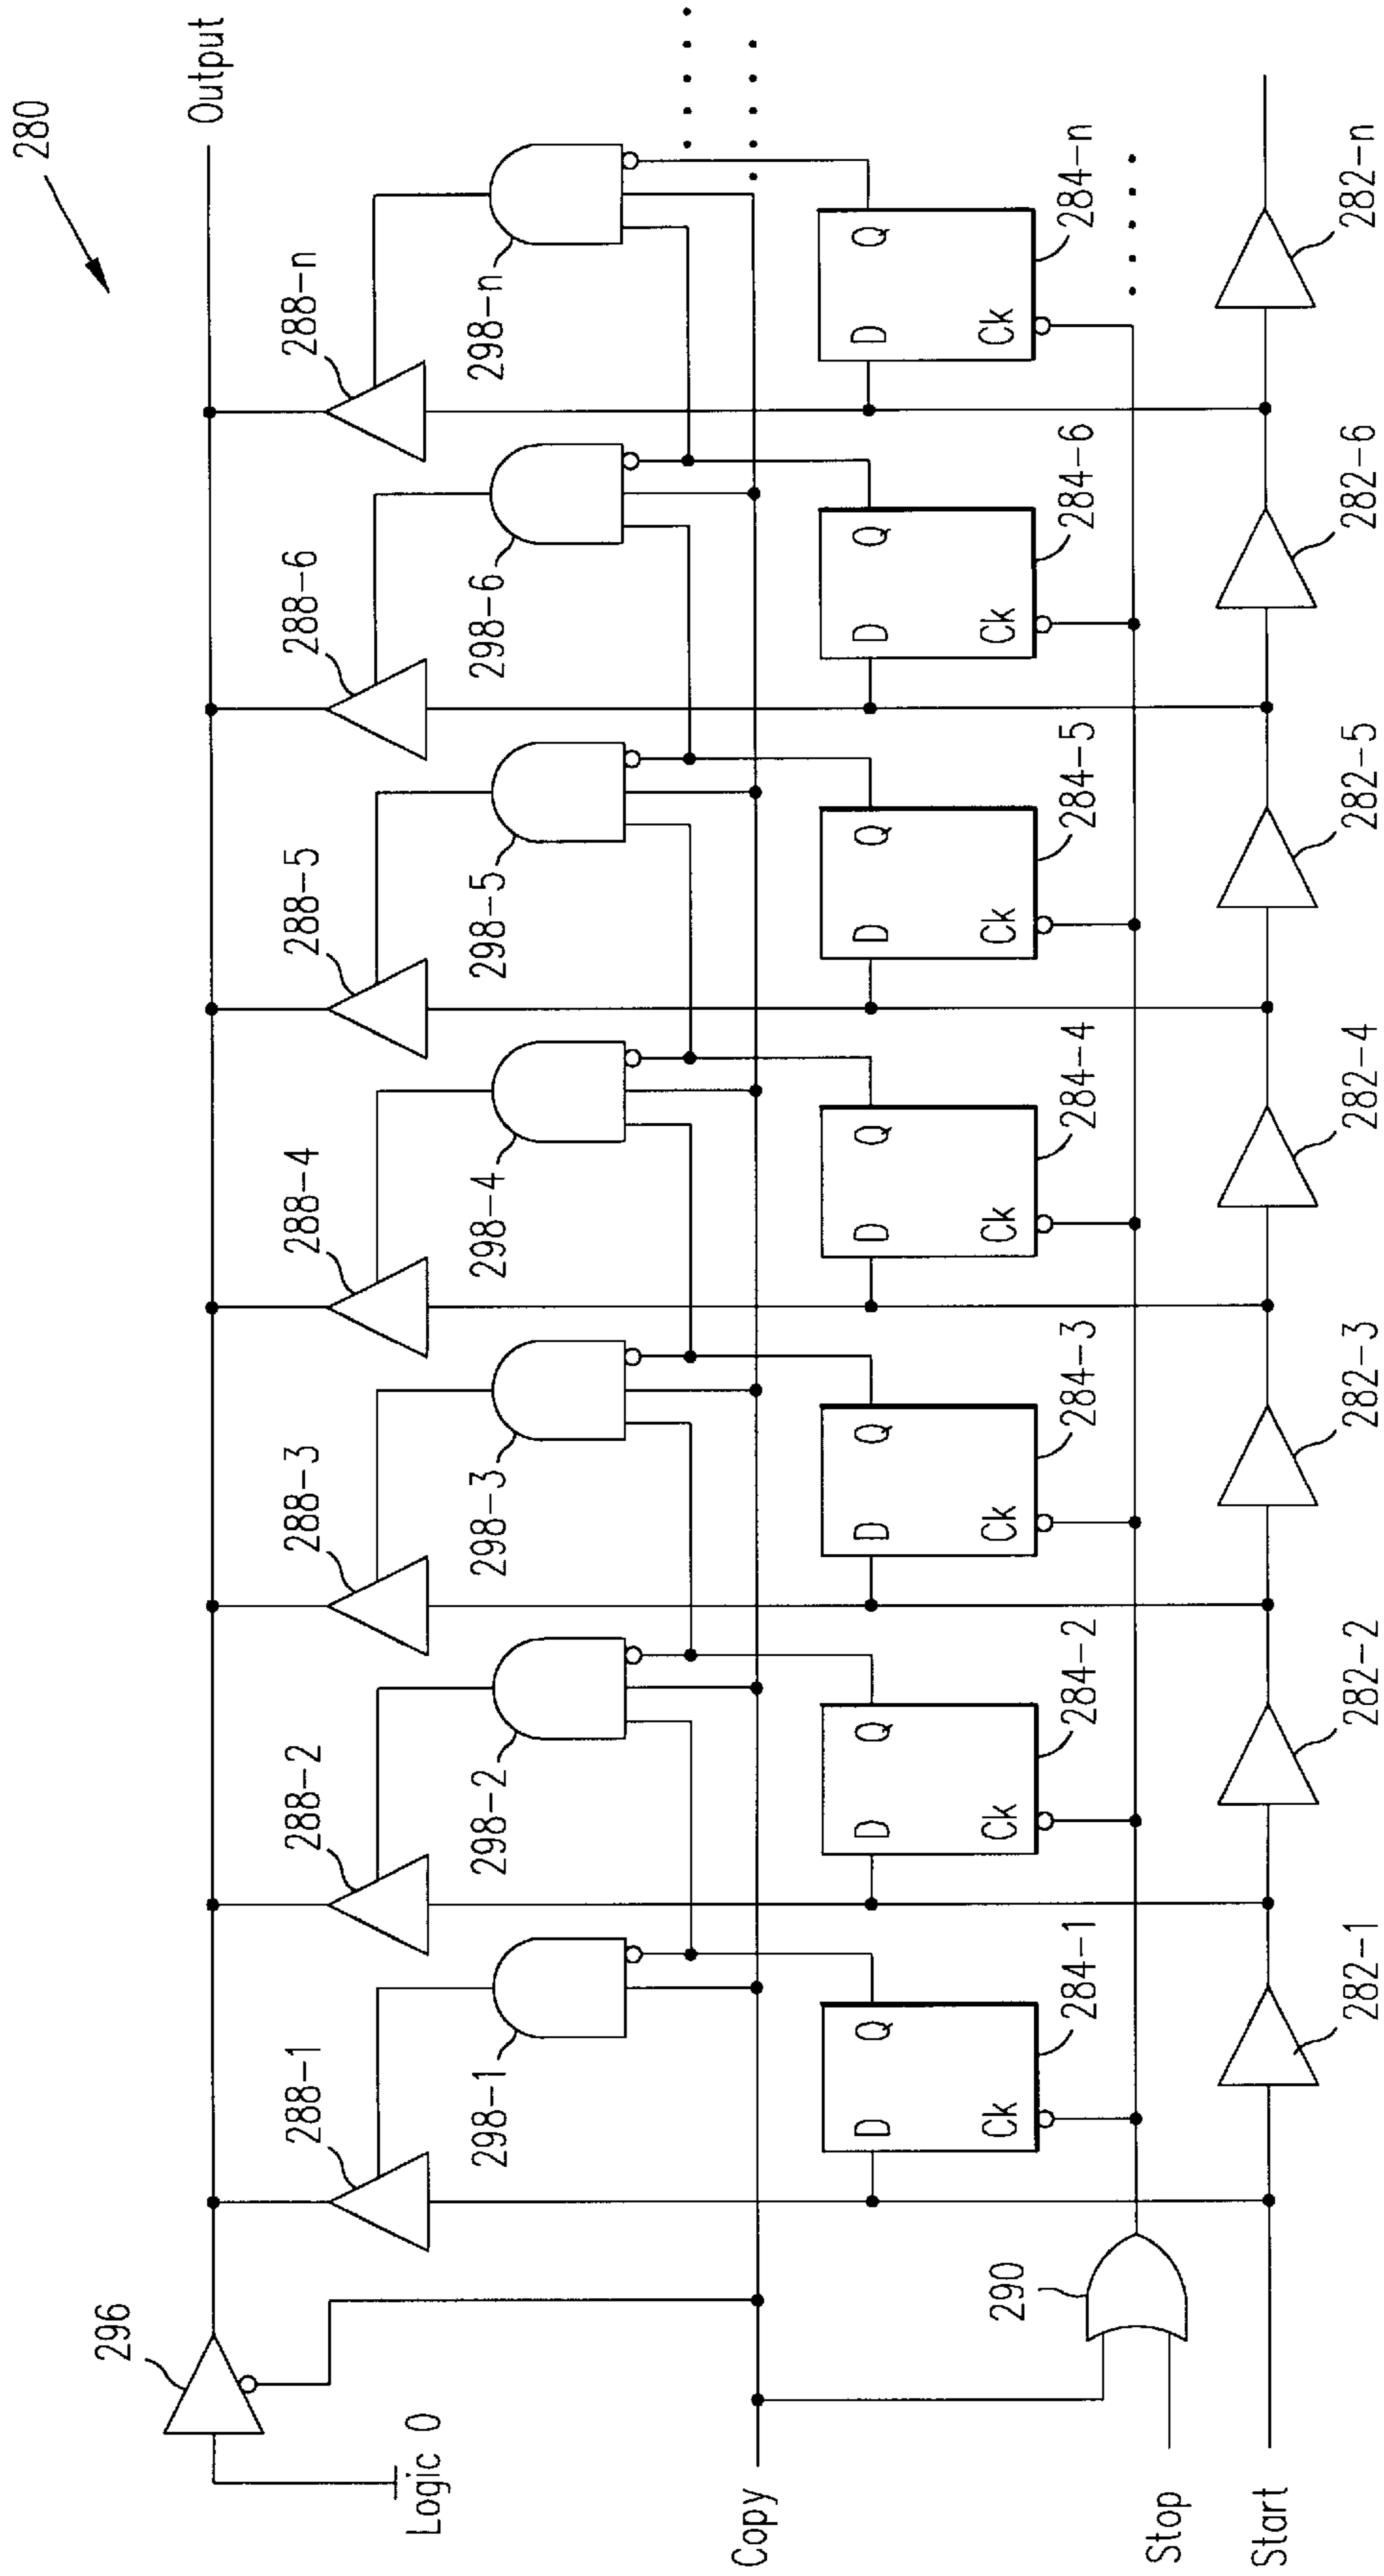 280
Output
296
Logic 0
288-1
288-2
288-3
288-4
288-5
288-6
288-n
298-1
298-2
298-3
298-4
298-5
298-6
298-n
Copy
D Q Ck
D Q Ck
D Q Ck
D Q Ck
D Q Ck
D Q Ck
D Q Ck
284-1
284-2
284-3
284-4
284-5
284-6
284-n
290
Stop
Start
282-1
282-2
282-3
282-4
282-5
282-6
282-n